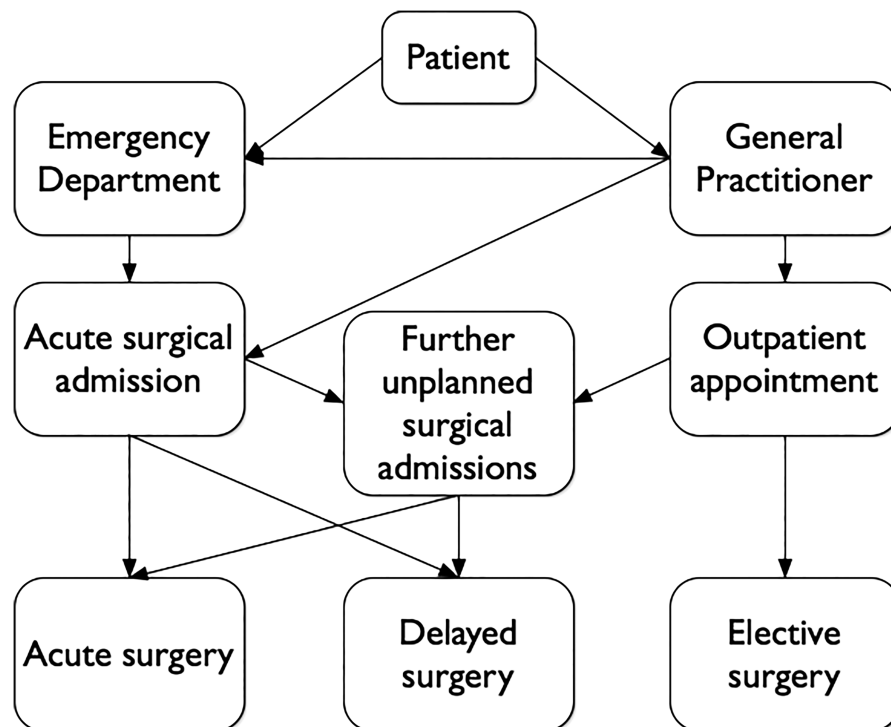 Patient
Emergency
Department
General
Practitioner
Acute surgical
admission
Further
unplanned
surgical
admissions
Outpatient
appointment
Acute surgery
Delayed
surgery
Elective
surgery